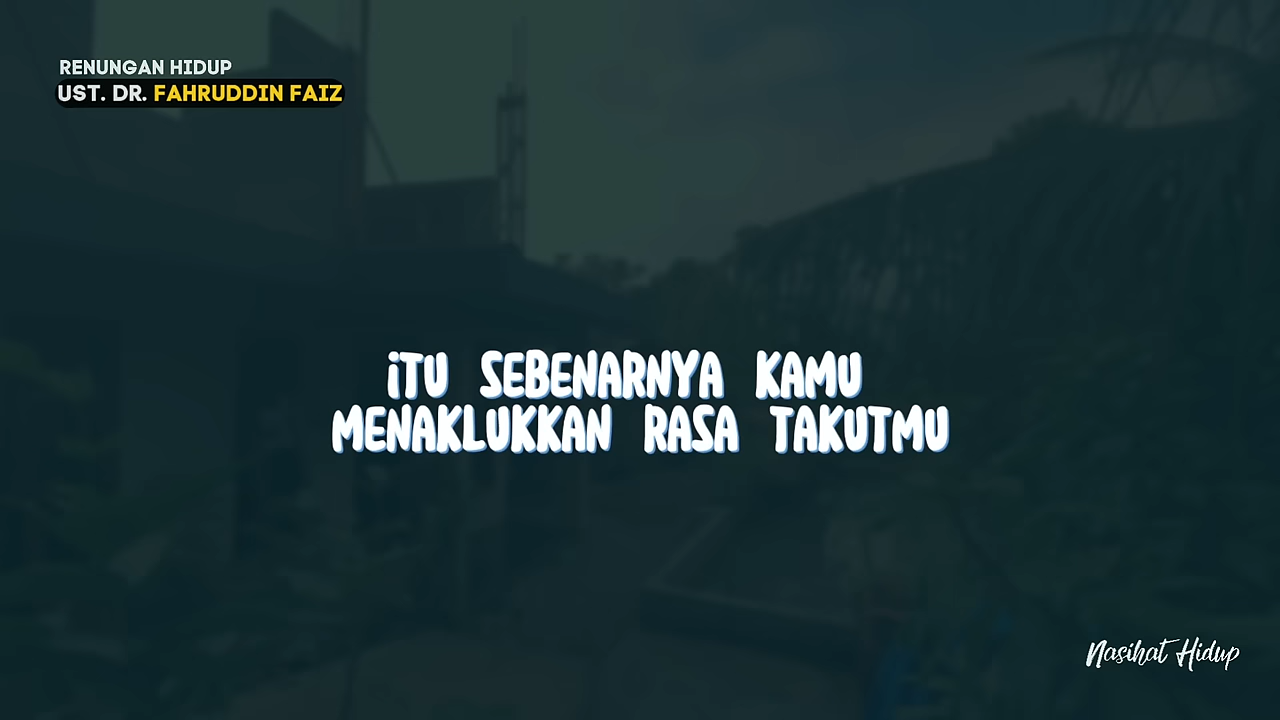 RENUNGAN HIDUP
UST. DR. FAHRUDDIN FAIZ
iTU SEBENARNYA KAMU
MENAKLUKKAN RASA TAKUTMU
Nasihat Hidup